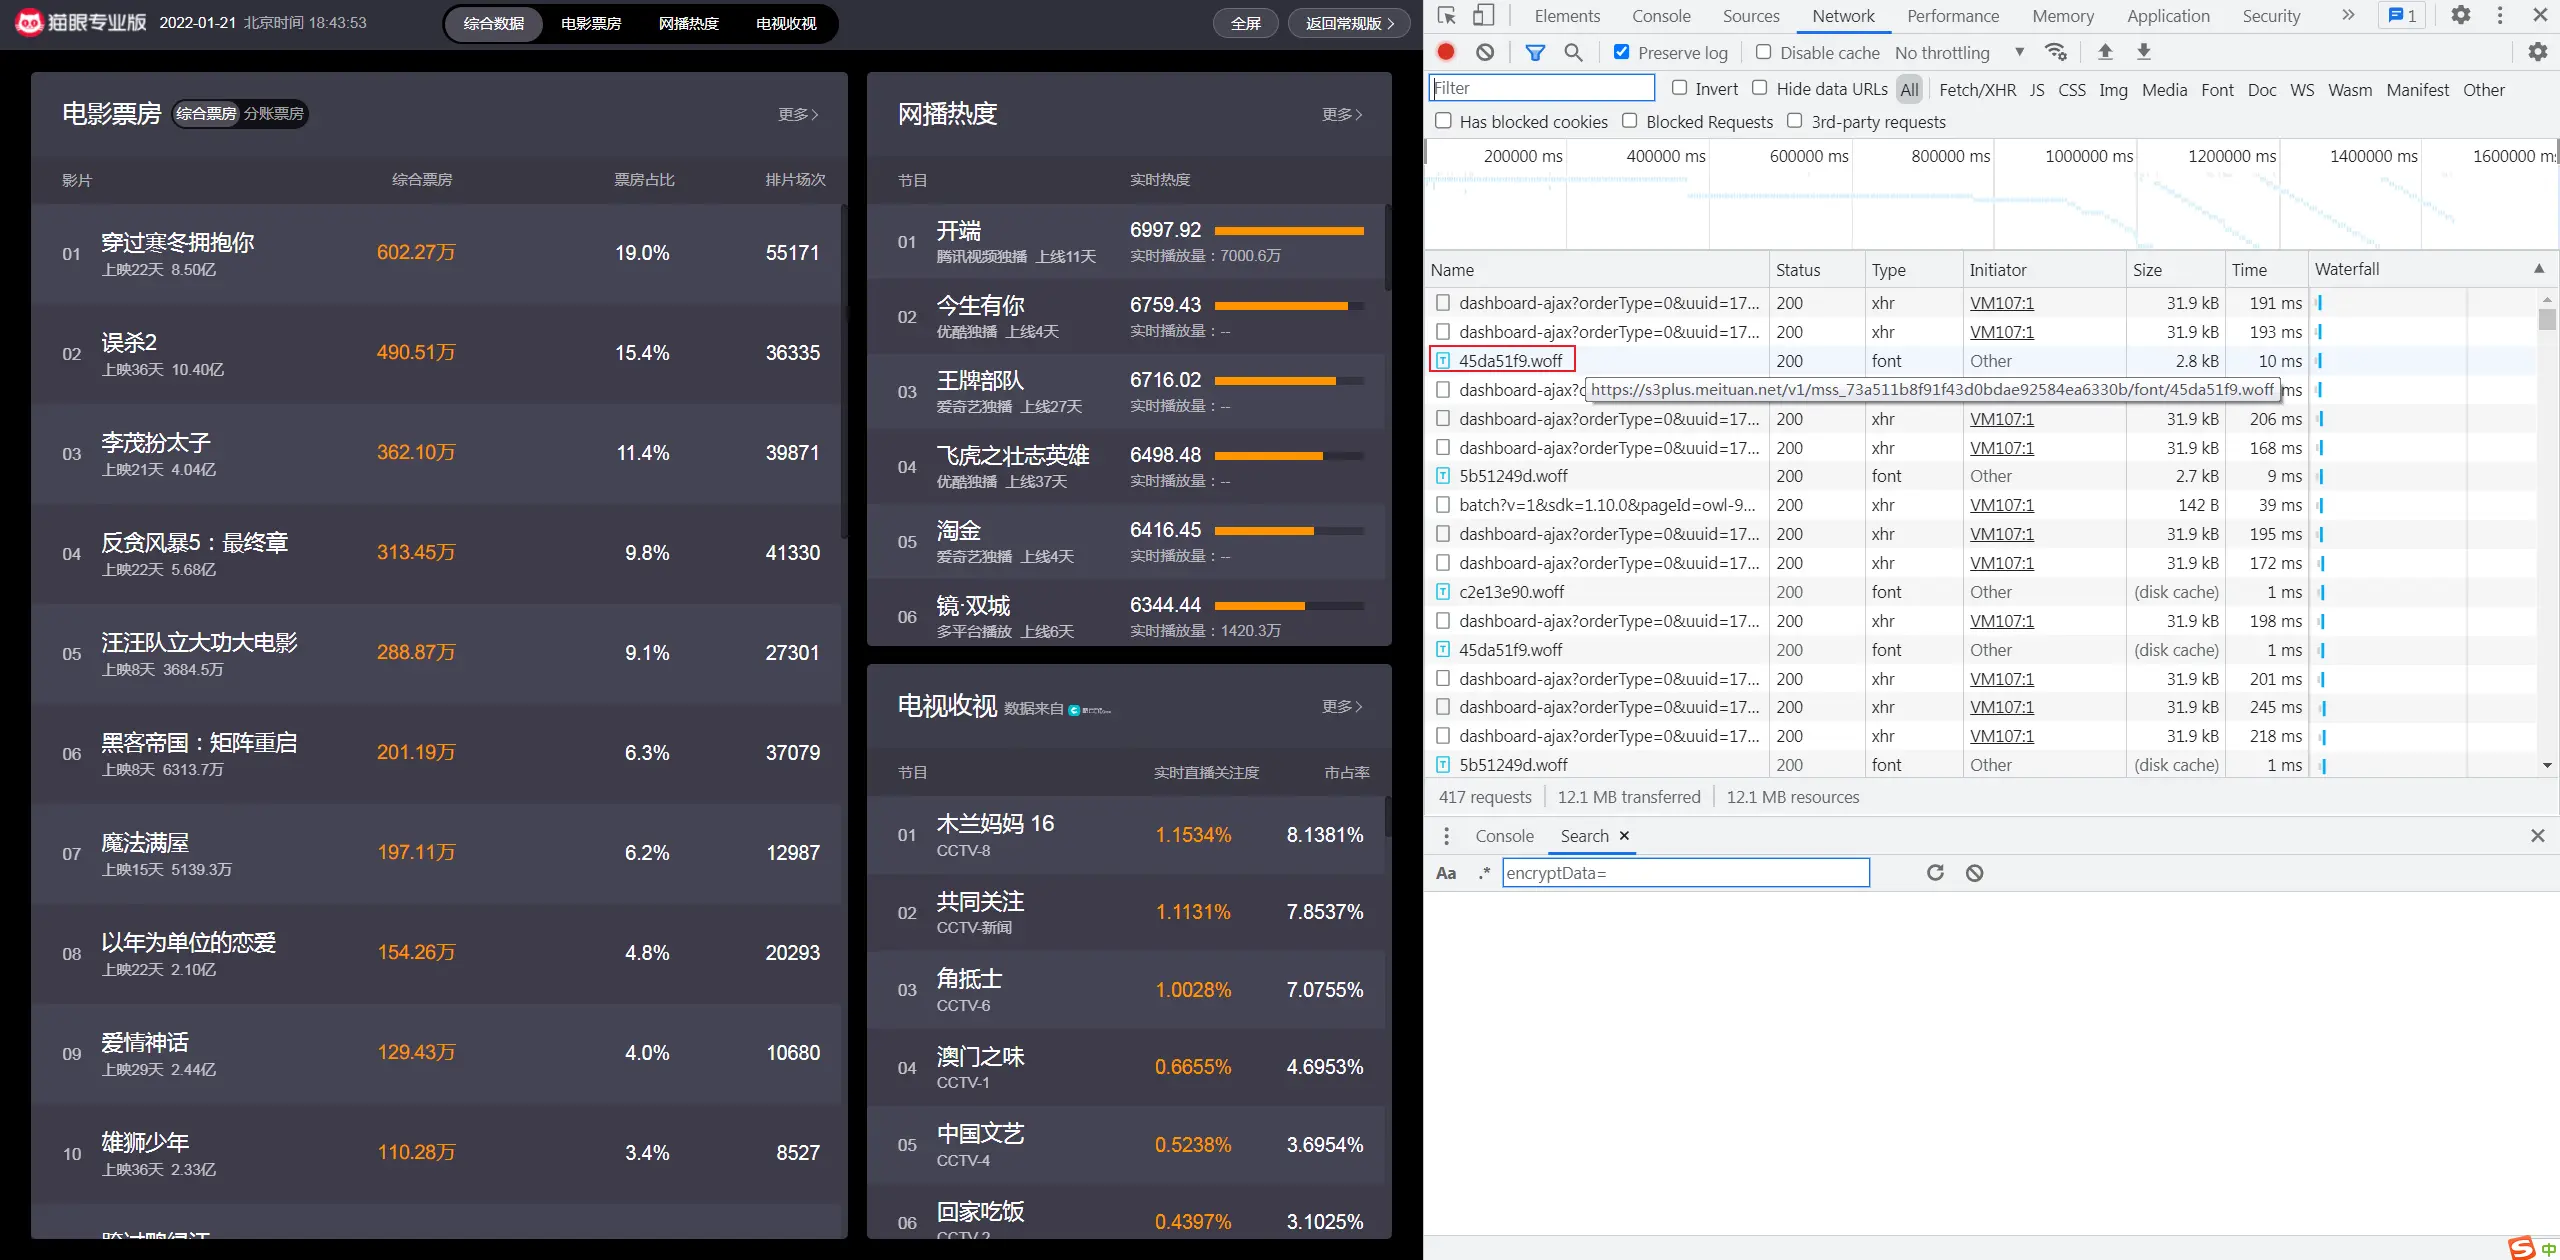 猫眼专业版 2022-01-21 北京时间 18:43:53 综合数据 电影票房 网播热度 电视收视 全屏 返回常规版
电影票房 综合票房 分账票房 更多
影片 综合票房 票房占比 排片场次
01 穿过寒冬拥抱你 602.27万 19.0% 55171
上映22天 8.50亿
02 误杀2 490.51万 15.4% 36335
上映36天 10.40亿
03 李茂扮太子 362.10万 11.4% 39871
上映21天 4.04亿
04 反贪风暴5：最终章 313.45万 9.8% 41330
上映22天 5.68亿
05 汪汪队立大功大电影 288.87万 9.1% 27301
上映8天 3684.5万
06 黑客帝国：矩阵重启 201.19万 6.3% 37079
上映8天 6313.7万
07 魔法满屋 197.11万 6.2% 12987
上映15天 5139.3万
08 以年为单位的恋爱 154.26万 4.8% 20293
上映22天 2.10亿
09 爱情神话 129.43万 4.0% 10680
上映29天 2.44亿
10 雄狮少年 110.28万 3.4% 8527
上映36天 2.33亿
网播热度 更多
节目 实时热度
01 开端 6997.92
腾讯视频独播 上线11天 实时播放量：7000.6万
02 今生有你 6759.43
优酷独播 上线4天 实时播放量：--
03 王牌部队 6716.02
爱奇艺独播 上线27天 实时播放量：--
04 飞虎之壮志英雄 6498.48
优酷独播 上线37天 实时播放量：--
05 淘金 6416.45
爱奇艺独播 上线4天 实时播放量：--
06 镜·双城 6344.44
多平台播放 上线6天 实时播放量：1420.3万
电视收视 数据来自 更多
节目 实时直播关注度 市占率
01 木兰妈妈 16 1.1534% 8.1381%
CCTV-8
02 共同关注 1.1131% 7.8537%
CCTV-新闻
03 角抵士 1.0028% 7.0755%
CCTV-6
04 澳门之味 0.6655% 4.6953%
CCTV-1
05 中国文艺 0.5238% 3.6954%
CCTV-4
06 回家吃饭 0.4397% 3.1025%
CCTV-2
Elements Console Sources Network Performance Memory Application Security 1
Preserve log Disable cache No throttling
Filter Invert Hide data URLs All Fetch/XHR JS CSS Img Media Font Doc WS Wasm Manifest Other
Has blocked cookies Blocked Requests 3rd-party requests
200000 ms 400000 ms 600000 ms 800000 ms 1000000 ms 1200000 ms 1400000 ms 1600000 m
Name Status Type Initiator Size Time Waterfall
dashboard-ajax?orderType=0&uuid=17... 200 xhr VM107:1 31.9 kB 191 ms
dashboard-ajax?orderType=0&uuid=17... 200 xhr VM107:1 31.9 kB 193 ms
45da51f9.woff 200 font Other 2.8 kB 10 ms
dashboard-ajax?c https://s3plus.meituan.net/v1/mss_73a511b8f91f43d0bdae92584ea6330b/font/45da51f9.woff ms
dashboard-ajax?orderType=0&uuid=17... 200 xhr VM107:1 31.9 kB 206 ms
dashboard-ajax?orderType=0&uuid=17... 200 xhr VM107:1 31.9 kB 168 ms
5b51249d.woff 200 font Other 2.7 kB 9 ms
batch?v=1&sdk=1.10.0&pageId=owl-9... 200 xhr VM107:1 142 B 39 ms
dashboard-ajax?orderType=0&uuid=17... 200 xhr VM107:1 31.9 kB 195 ms
dashboard-ajax?orderType=0&uuid=17... 200 xhr VM107:1 31.9 kB 172 ms
c2e13e90.woff 200 font Other (disk cache) 1 ms
dashboard-ajax?orderType=0&uuid=17... 200 xhr VM107:1 31.9 kB 198 ms
45da51f9.woff 200 font Other (disk cache) 1 ms
dashboard-ajax?orderType=0&uuid=17... 200 xhr VM107:1 31.9 kB 201 ms
dashboard-ajax?orderType=0&uuid=17... 200 xhr VM107:1 31.9 kB 245 ms
dashboard-ajax?orderType=0&uuid=17... 200 xhr VM107:1 31.9 kB 218 ms
5b51249d.woff 200 font Other (disk cache) 1 ms
417 requests 12.1 MB transferred 12.1 MB resources
Console Search
Aa .* encryptData=
中